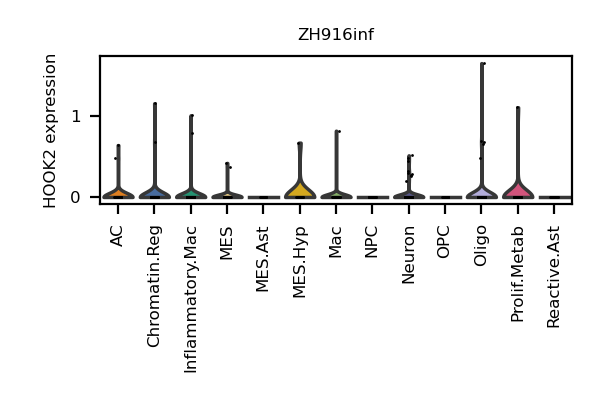 ZH916inf
HOOK2 expression
1
0
AC
Chromatin.Reg
Inflammatory.Mac
MES
MES.Ast
MES.Hyp
Mac
NPC
Neuron
OPC
Oligo
Prolif.Metab
Reactive.Ast